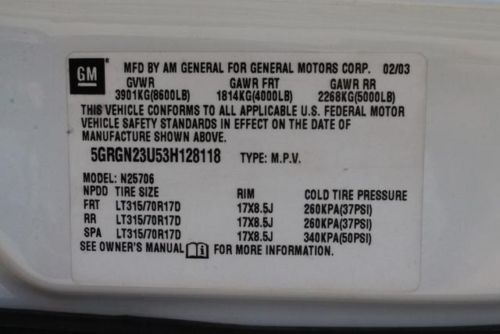 GM
MFD BY AM GENERAL FOR GENERAL MOTORS CORP. 02/03
GVWR GAWR FRT GAWR RR
3901KG(8600LB) 1814KG(4000LB) 2268KG(5000LB)
THIS VEHICLE CONFORMS TO ALL APPLICABLE U.S. FEDERAL MOTOR
VEHICLE SAFETY STANDARDS IN EFFECT ON THE DATE OF
MANUFACTURE SHOWN ABOVE.
5GRGN23U53H128118 TYPE: M.P.V.
MODEL: N25706
NPDD TIRE SIZE RIM COLD TIRE PRESSURE
FRT LT315/70R17D 17X8.5J 260KPA(37PSI)
RR LT315/70R17D 17X8.5J 260KPA(37PSI)
SPA LT315/70R17D 17X8.5J 340KPA(50PSI)
SEE OWNER'S MANUAL FOR MORE INFORMATION.